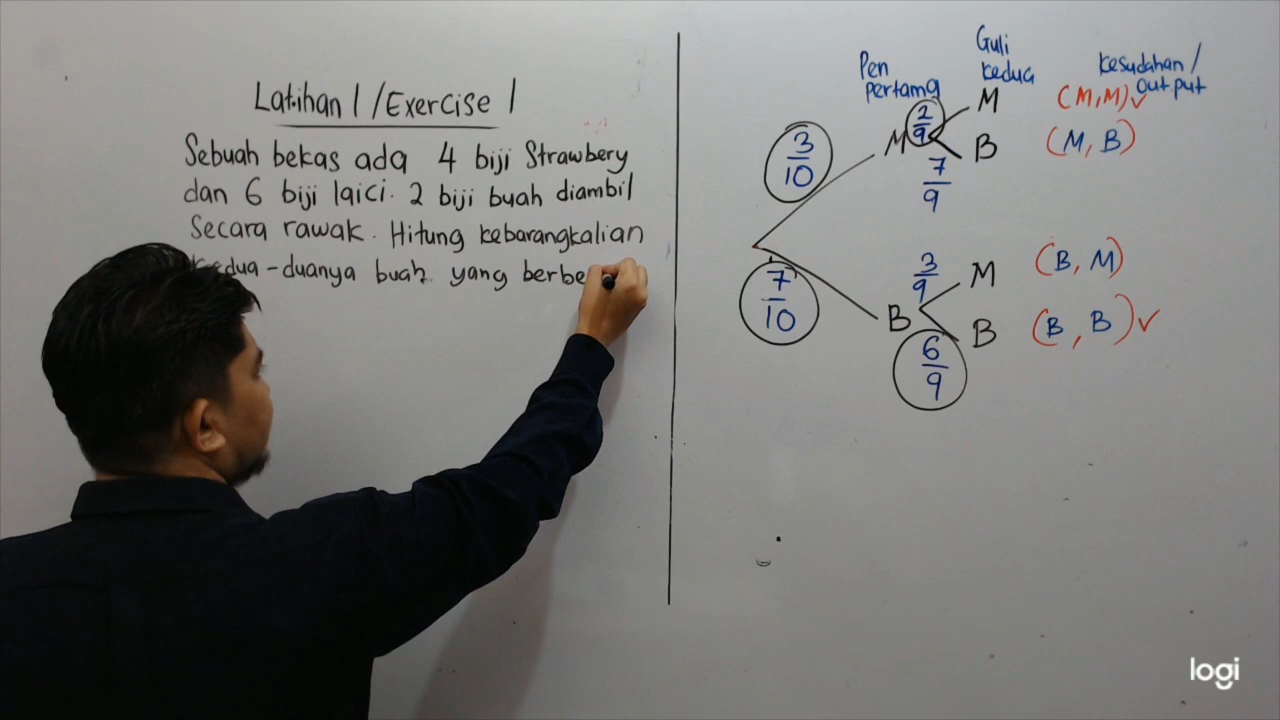 Latihan 1 / Exercise 1
Sebuah bekas ada 4 biji Strawbery
dan 6 biji laici. 2 biji buah diambil
Secara rawak. Hitung kebarangkalian
kedua-duanya buah yang berbe
Pen
pertama
Guli
kedua
kesudahan /
output
3/10
M
2/9
M
(M, M) ✓
7/9
B
(M, B)
7/10
B
3/9
M
(B, M)
6/9
B
(B, B) ✓
logi